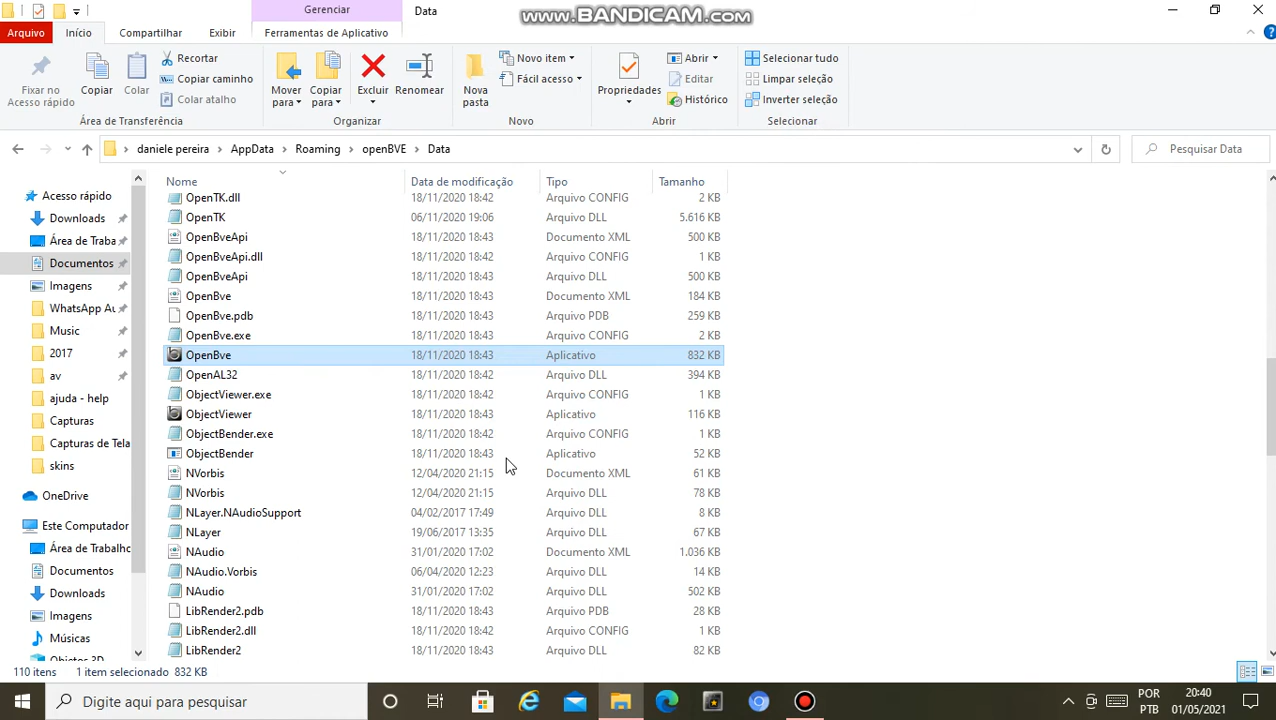 Gerenciar
Data
www.BANDICAM.com
Arquivo
Início
Compartilhar
Exibir
Ferramentas de Aplicativo
Fixar no Acesso rápido
Copiar
Colar
Recortar
Copiar caminho
Colar atalho
Mover para
Copiar para
Excluir
Renomear
Nova pasta
Novo item
Fácil acesso
Propriedades
Abrir
Editar
Histórico
Selecionar tudo
Limpar seleção
Inverter seleção
Área de Transferência
Organizar
Novo
Abrir
Selecionar
daniele pereira > AppData > Roaming > openBVE > Data
Pesquisar Data
Nome Data de modificação Tipo Tamanho
OpenTK.dll 18/11/2020 18:42 Arquivo CONFIG 2 KB
OpenTK 06/11/2020 19:06 Arquivo DLL 5.616 KB
OpenBveApi 18/11/2020 18:43 Documento XML 500 KB
OpenBveApi.dll 18/11/2020 18:42 Arquivo CONFIG 1 KB
OpenBveApi 18/11/2020 18:43 Arquivo DLL 500 KB
OpenBve 18/11/2020 18:43 Documento XML 184 KB
OpenBve.pdb 18/11/2020 18:43 Arquivo PDB 259 KB
OpenBve.exe 18/11/2020 18:43 Arquivo CONFIG 2 KB
OpenBve 18/11/2020 18:43 Aplicativo 832 KB
OpenAL32 18/11/2020 18:42 Arquivo DLL 394 KB
ObjectViewer.exe 18/11/2020 18:42 Arquivo CONFIG 1 KB
ObjectViewer 18/11/2020 18:43 Aplicativo 116 KB
ObjectBender.exe 18/11/2020 18:42 Arquivo CONFIG 1 KB
ObjectBender 18/11/2020 18:43 Aplicativo 52 KB
NVorbis 12/04/2020 21:15 Documento XML 61 KB
NVorbis 12/04/2020 21:15 Arquivo DLL 78 KB
NLayer.NAudioSupport 04/02/2017 17:49 Arquivo DLL 8 KB
NLayer 19/06/2017 13:35 Arquivo DLL 67 KB
NAudio 31/01/2020 17:02 Documento XML 1.036 KB
NAudio.Vorbis 06/04/2020 12:23 Arquivo DLL 14 KB
NAudio 31/01/2020 17:02 Arquivo DLL 502 KB
LibRender2.pdb 18/11/2020 18:43 Arquivo PDB 28 KB
LibRender2.dll 18/11/2020 18:42 Arquivo CONFIG 1 KB
LibRender2 18/11/2020 18:43 Arquivo DLL 82 KB
Acesso rápido
Downloads
Área de Traba
Documentos
Imagens
WhatsApp Au
Music
2017
av
ajuda - help
Capturas
Capturas de Tela
skins
OneDrive
Este Computador
Área de Trabalho
Documentos
Downloads
Imagens
Músicas
Objetos 3D
110 itens 1 item selecionado 832 KB
Digite aqui para pesquisar
POR
PTB
20:40
01/05/2021